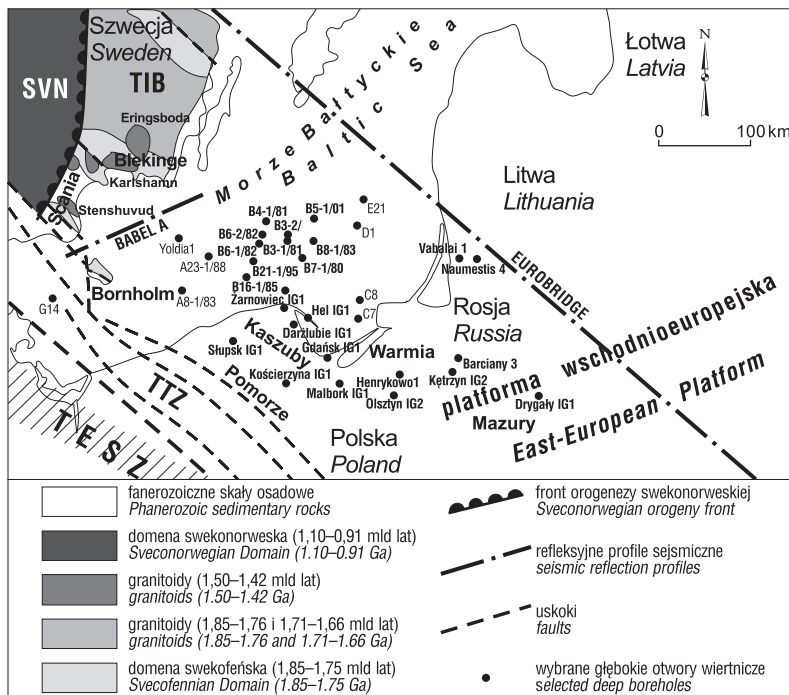 Szwecja
Sweden
SVN
TIB
Eringsboda
Blekinge
Karlshamn
Scania
Stenshuvud
BABEL A
Morze Bałtyckie
Baltic Sea
Łotwa
Latvia
N
0 100 km
Litwa
Lithuania
B4-1/81
B5-1/01
E21
B6-2/82
B3-2/
D1
Yoldia1
B6-1/82
B3-1/81
B8-1/83
A23-1/88
B21-1/95
B7-1/80
Vabalai 1
Naumestis 4
EUROBRIDGE
Bornholm
A8-1/83
B16-1/85
G14
Żarnowiec IG1
Hel IG1
C8
C7
Rosja
Russia
Kaszuby
Darżlubie IG1
Słupsk IG1
Gdańsk IG1
Warmia
Barciany 3
Pomorze
Kościerzyna IG1
Malbork IG1
Henrykowo1
Kętrzyn IG2
Olsztyn IG2
Drygały IG1
Mazury
platforma wschodnioeuropejska
East-European Platform
TTZ
TESZ
Polska
Poland
fanerozoiczne skały osadowe
Phanerozoic sedimentary rocks
domena swekonorweska (1,10–0,91 mld lat)
Sveconorwegian Domain (1.10–0.91 Ga)
granitoidy (1,50–1,42 mld lat)
granitoids (1.50–1.42 Ga)
granitoidy (1,85–1,76 i 1,71–1,66 mld lat)
granitoids (1.85–1.76 and 1.71–1.66 Ga)
domena swekofeńska (1,85–1,75 mld lat)
Svecofennian Domain (1.85–1.75 Ga)
front orogenezy swekonorweskiej
Sveconorwegian orogeny front
refleksyjne profile sejsmiczne
seismic reflection profiles
uskoki
faults
wybrane głębokie otwory wiertnicze
selected deep boreholes